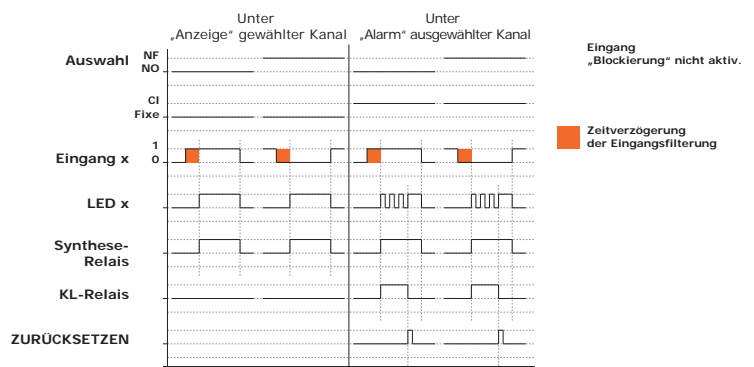 Unter
„Anzeige“ gewählter Kanal
Unter
„Alarm“ ausgewählter Kanal
Eingang
„Blockierung“ nicht aktiv.
Auswahl
NF
NO
CI
Fixe
Zeitverzögerung
der Eingangsfilterung
Eingang x
1
0
LED x
Synthese-
Relais
KL-Relais
ZURÜCKSETZEN